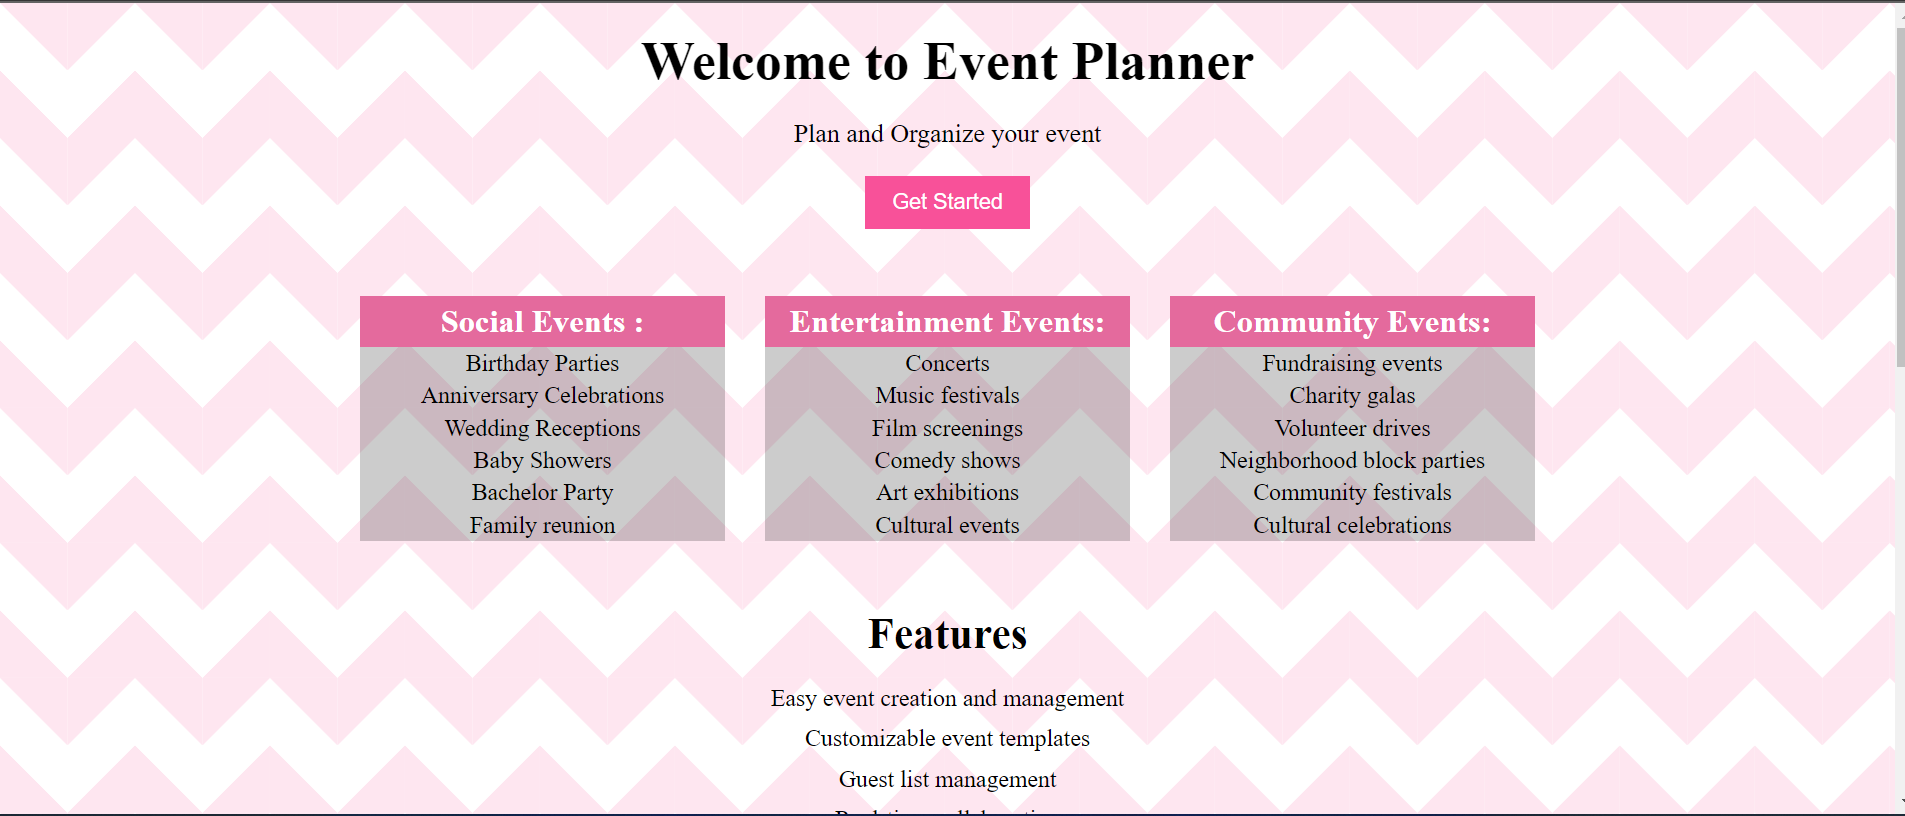 Welcome to Event Planner
Plan and Organize your event
Get Started
Social Events :
Birthday Parties
Anniversary Celebrations
Wedding Receptions
Baby Showers
Bachelor Party
Family reunion
Entertainment Events:
Concerts
Music festivals
Film screenings
Comedy shows
Art exhibitions
Cultural events
Community Events:
Fundraising events
Charity galas
Volunteer drives
Neighborhood block parties
Community festivals
Cultural celebrations
Features
Easy event creation and management
Customizable event templates
Guest list management